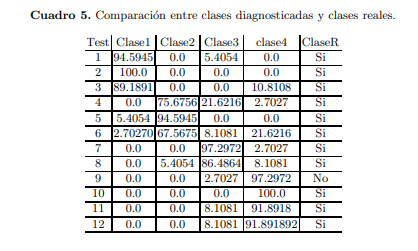 Cuadro 5. Comparación entre clases diagnosticadas y clases reales.
Test Clase1 Clase2 Clase3 clase4 ClaseR
1 94.5945 0.0 5.4054 0.0 Si
2 100.0 0.0 0.0 0.0 Si
3 89.1891 0.0 0.0 10.8108 Si
4 0.0 75.6756 21.6216 2.7027 Si
5 5.4054 94.5945 0.0 0.0 Si
6 2.70270 67.5675 8.1081 21.6216 Si
7 0.0 0.0 97.2972 2.7027 Si
8 0.0 5.4054 86.4864 8.1081 Si
9 0.0 0.0 2.7027 97.2972 No
10 0.0 0.0 0.0 100.0 Si
11 0.0 0.0 8.1081 91.8918 Si
12 0.0 0.0 8.1081 91.891892 Si